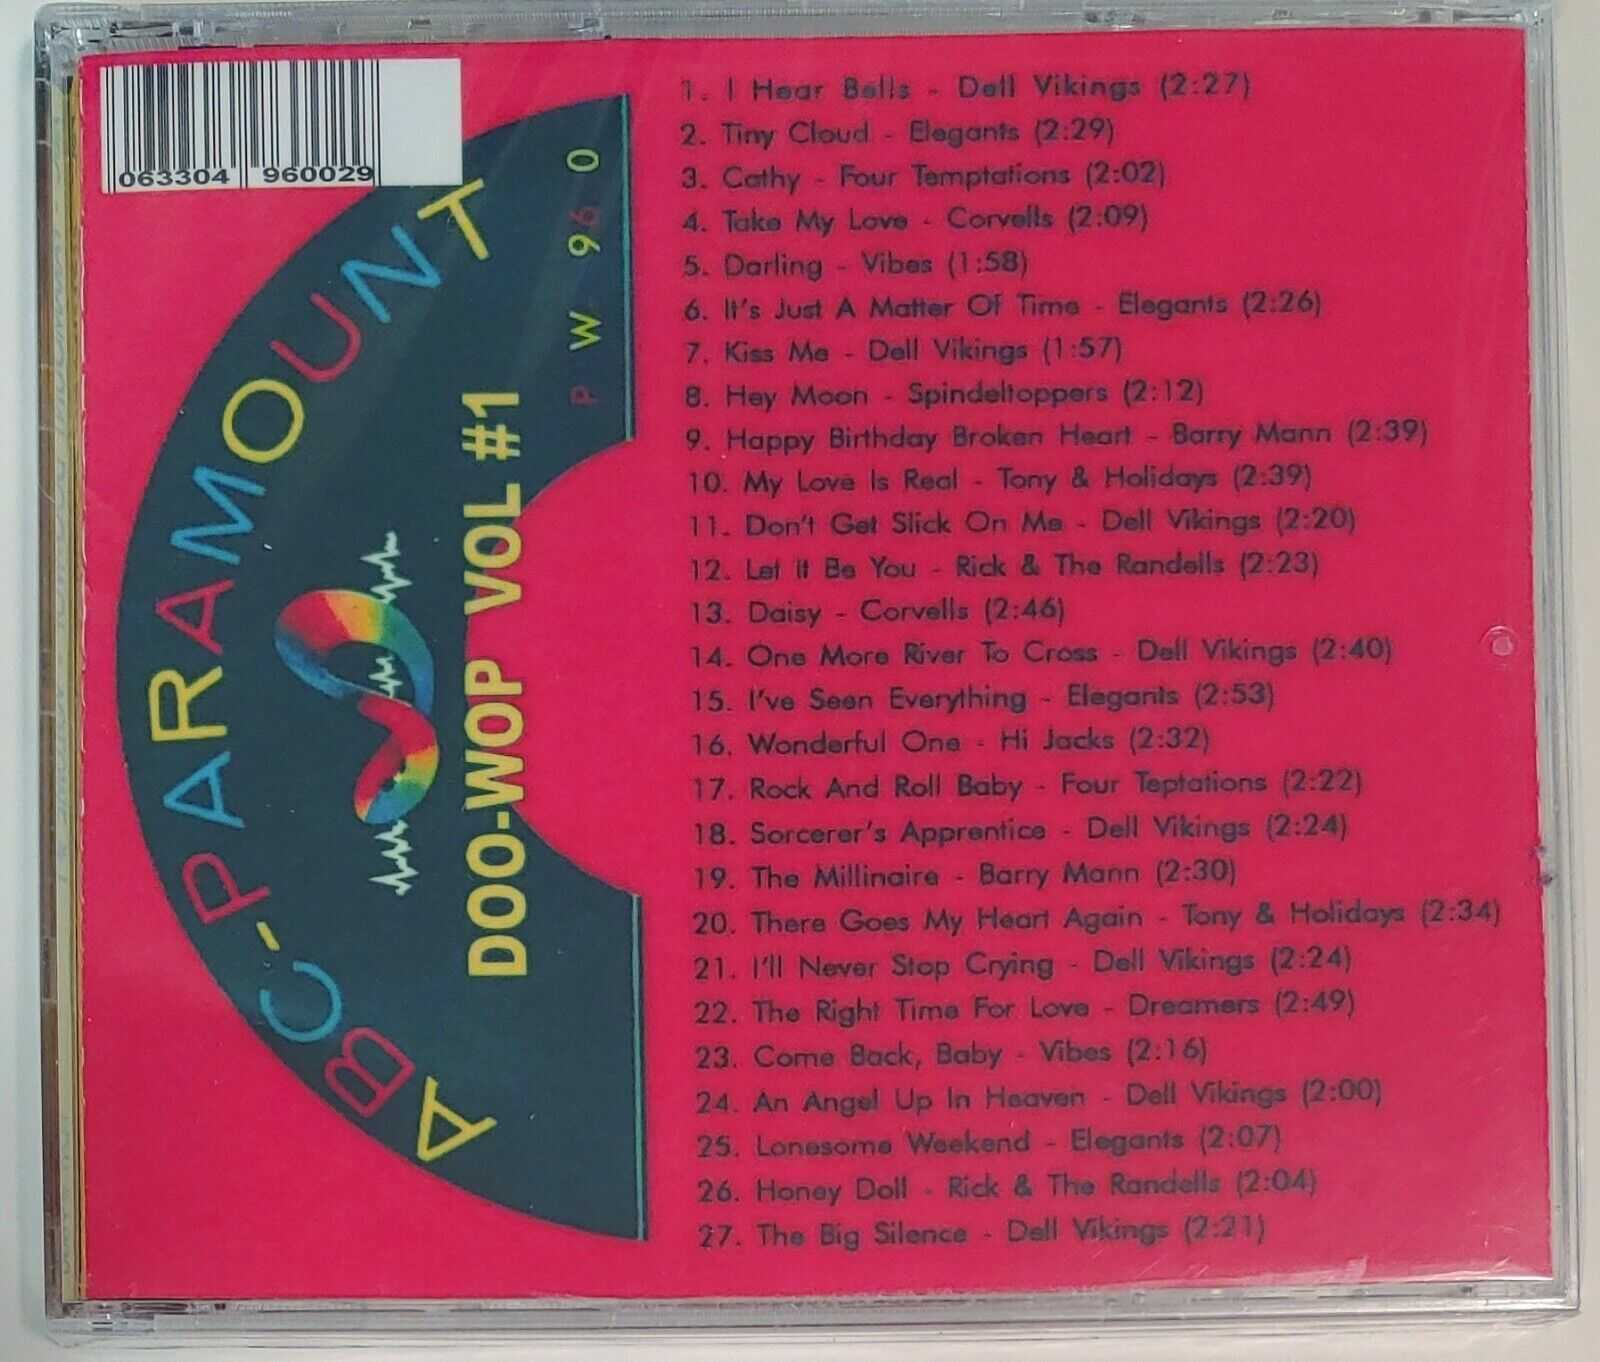 063304 960029
ABC-PARAMOUNT
DOO-WOP VOL #1
PW-960
1. I Hear Bells - Dell Vikings (2:27)
2. Tiny Cloud - Elegants (2:29)
3. Cathy - Four Temptations (2:02)
4. Take My Love - Corvells (2:09)
5. Darling - Vibes (1:58)
6. It's Just A Matter Of Time - Elegants (2:26)
7. Kiss Me - Dell Vikings (1:57)
8. Hey Moon - Spindeltoppers (2:12)
9. Happy Birthday Broken Heart - Barry Mann (2:39)
10. My Love Is Real - Tony & Holidays (2:39)
11. Don't Get Slick On Me - Dell Vikings (2:20)
12. Let It Be You - Rick & The Randells (2:23)
13. Daisy - Corvells (2:46)
14. One More River To Cross - Dell Vikings (2:40)
15. I've Seen Everything - Elegants (2:53)
16. Wonderful One - Hi Jacks (2:32)
17. Rock And Roll Baby - Four Teptations (2:22)
18. Sorcerer's Apprentice - Dell Vikings (2:24)
19. The Millinaire - Barry Mann (2:30)
20. There Goes My Heart Again - Tony & Holidays (2:34)
21. I'll Never Stop Crying - Dell Vikings (2:24)
22. The Right Time For Love - Dreamers (2:49)
23. Come Back, Baby - Vibes (2:16)
24. An Angel Up In Heaven - Dell Vikings (2:00)
25. Lonesome Weekend - Elegants (2:07)
26. Honey Doll - Rick & The Randells (2:04)
27. The Big Silence - Dell Vikings (2:21)